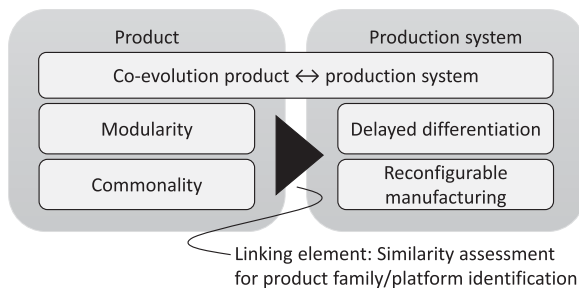 Product
Production system
Co-evolution product ↔ production system
Modularity
Delayed differentiation
Commonality
Reconfigurable
manufacturing
Linking element: Similarity assessment
for product family/platform identification